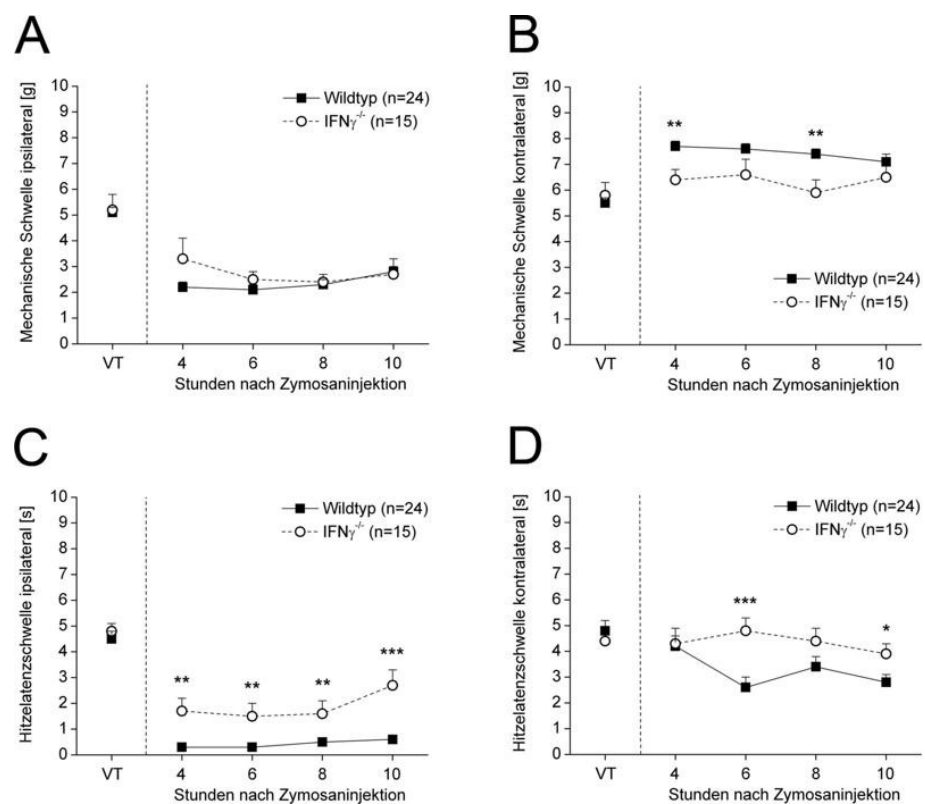 A
Mechanische Schwelle ipsilateral [g]
10
9
8
7
6
5
4
3
2
1
0
Wildtyp (n=24)
IFNγ-/- (n=15)
VT 4 6 8 10
Stunden nach Zymosaninjektion
B
Mechanische Schwelle kontralateral [g]
10
9
8
7
6
5
4
3
2
1
0
** **
Wildtyp (n=24)
IFNγ-/- (n=15)
VT 4 6 8 10
Stunden nach Zymosaninjektion
C
Hitzelatenzschwelle ipsilateral [s]
10
9
8
7
6
5
4
3
2
1
0
Wildtyp (n=24)
IFNγ-/- (n=15)
** ** ** ***
VT 4 6 8 10
Stunden nach Zymosaninjektion
D
Hitzelatenzschwelle kontralateral [s]
10
9
8
7
6
5
4
3
2
1
0
Wildtyp (n=24)
IFNγ-/- (n=15)
*** *
VT 4 6 8 10
Stunden nach Zymosaninjektion